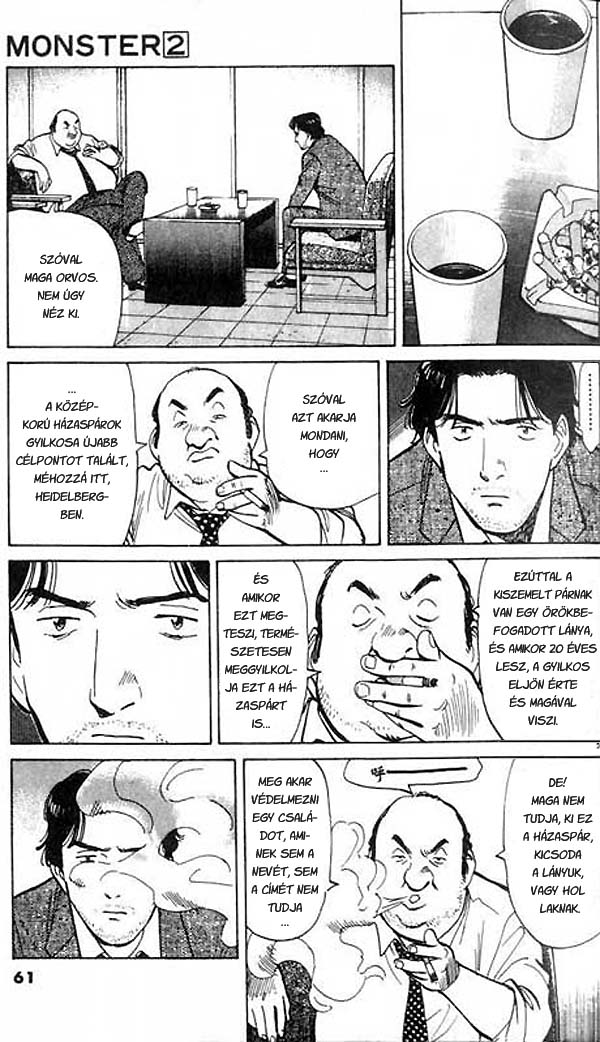 MONSTER2
SZÓVAL
MAGA ORVOS.
NEM ÚGY
NÉZ KI.
SZÓVAL
AZT AKARJA
MONDANI,
HOGY
...
...
A KÖZÉP-
KORÚ HÁZASPÁROK
GYILKOSA ÚJABB
CÉLPONTOT TALÁLT,
MÉHOZZÁ ITT,
HEIDELBERG-
BEN.
........
EZÚTTAL A
KISZEMELT PÁRNAK
VAN EGY ÖRÖKBE-
FOGADOTT LÁNYA,
ÉS AMIKOR 20 ÉVES
LESZ, A GYILKOS
ELJÖN ÉRTE
ÉS MAGÁVAL
VISZI.
ÉS
AMIKOR
EZT MEG-
TESZI, TERMÉ-
SZETESEN
MEGGYILKOL-
JA EZT A HÁ-
ZASPÁRT
IS...
DE!
MAGA NEM
TUDJA, KI EZ
A HÁZASPÁR,
KICSODA
A LÁNYUK,
VAGY HOL
LAKNAK.
呼━━
MEG AKAR
VÉDELMEZNI
EGY CSALÁ-
DOT, AMI-
NEK SEM A
NEVÉT, SEM
A CÍMÉT NEM
TUDJA
...
61